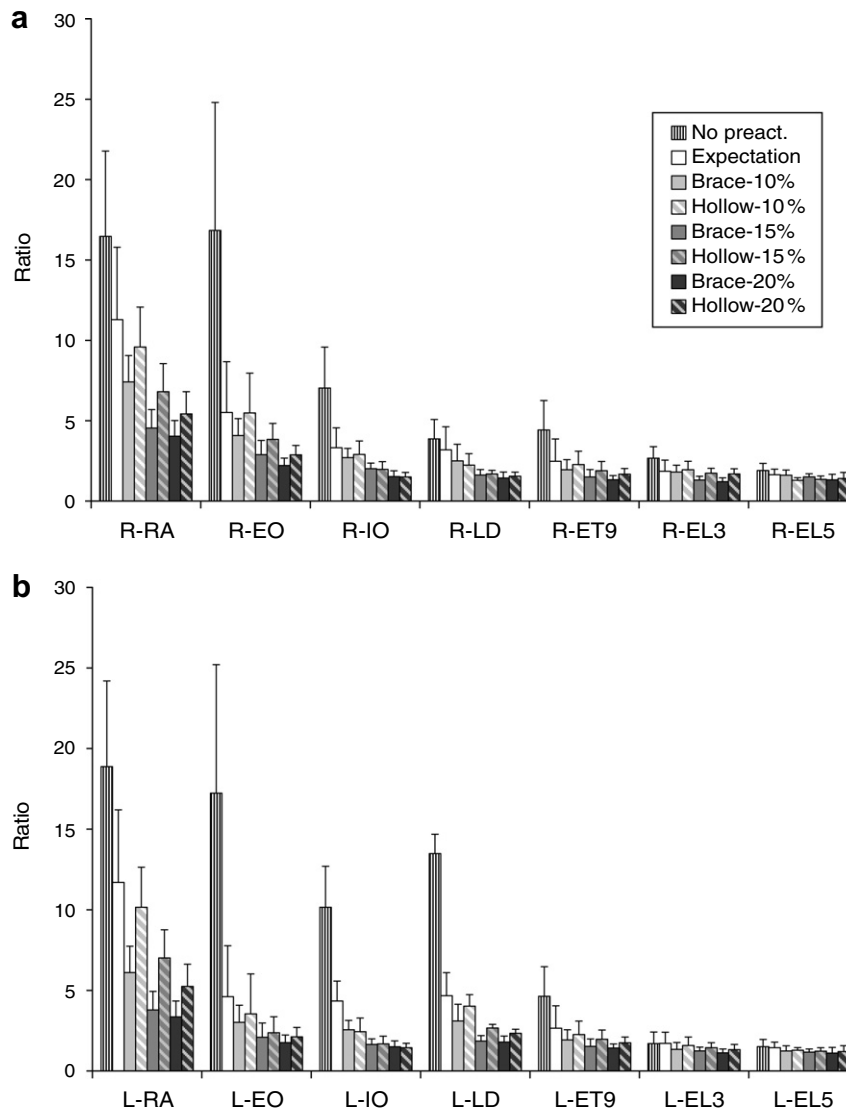 a
30
25
20
15
10
5
0
Ratio
No preact.
Expectation
Brace-10%
Hollow-10%
Brace-15%
Hollow-15%
Brace-20%
Hollow-20%
R-RA R-EO R-IO R-LD R-ET9 R-EL3 R-EL5
b
30
25
20
15
10
5
0
Ratio
L-RA L-EO L-IO L-LD L-ET9 L-EL3 L-EL5